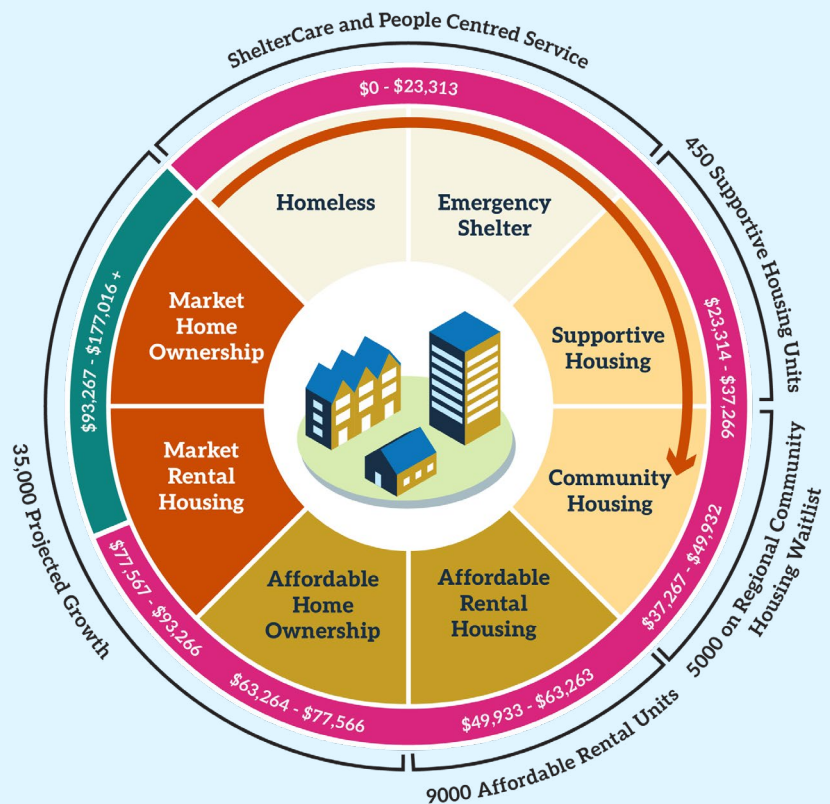 ShelterCare and People Centred Service
$0 - $23,313
Homeless
Emergency
Shelter
450 Supportive Housing Units
$23,314 - $37,266
Supportive
Housing
Community
Housing
$37,267 - $49,932
5000 on Regional Community
Housing Waitlist
Affordable
Rental
Housing
$49,933 - $63,263
9000 Affordable Rental Units
Affordable
Home
Ownership
$63,264 - $77,566
$77,567 - $93,266
35,000 Projected Growth
Market
Rental
Housing
Market
Home
Ownership
$93,267 - $177,016 +